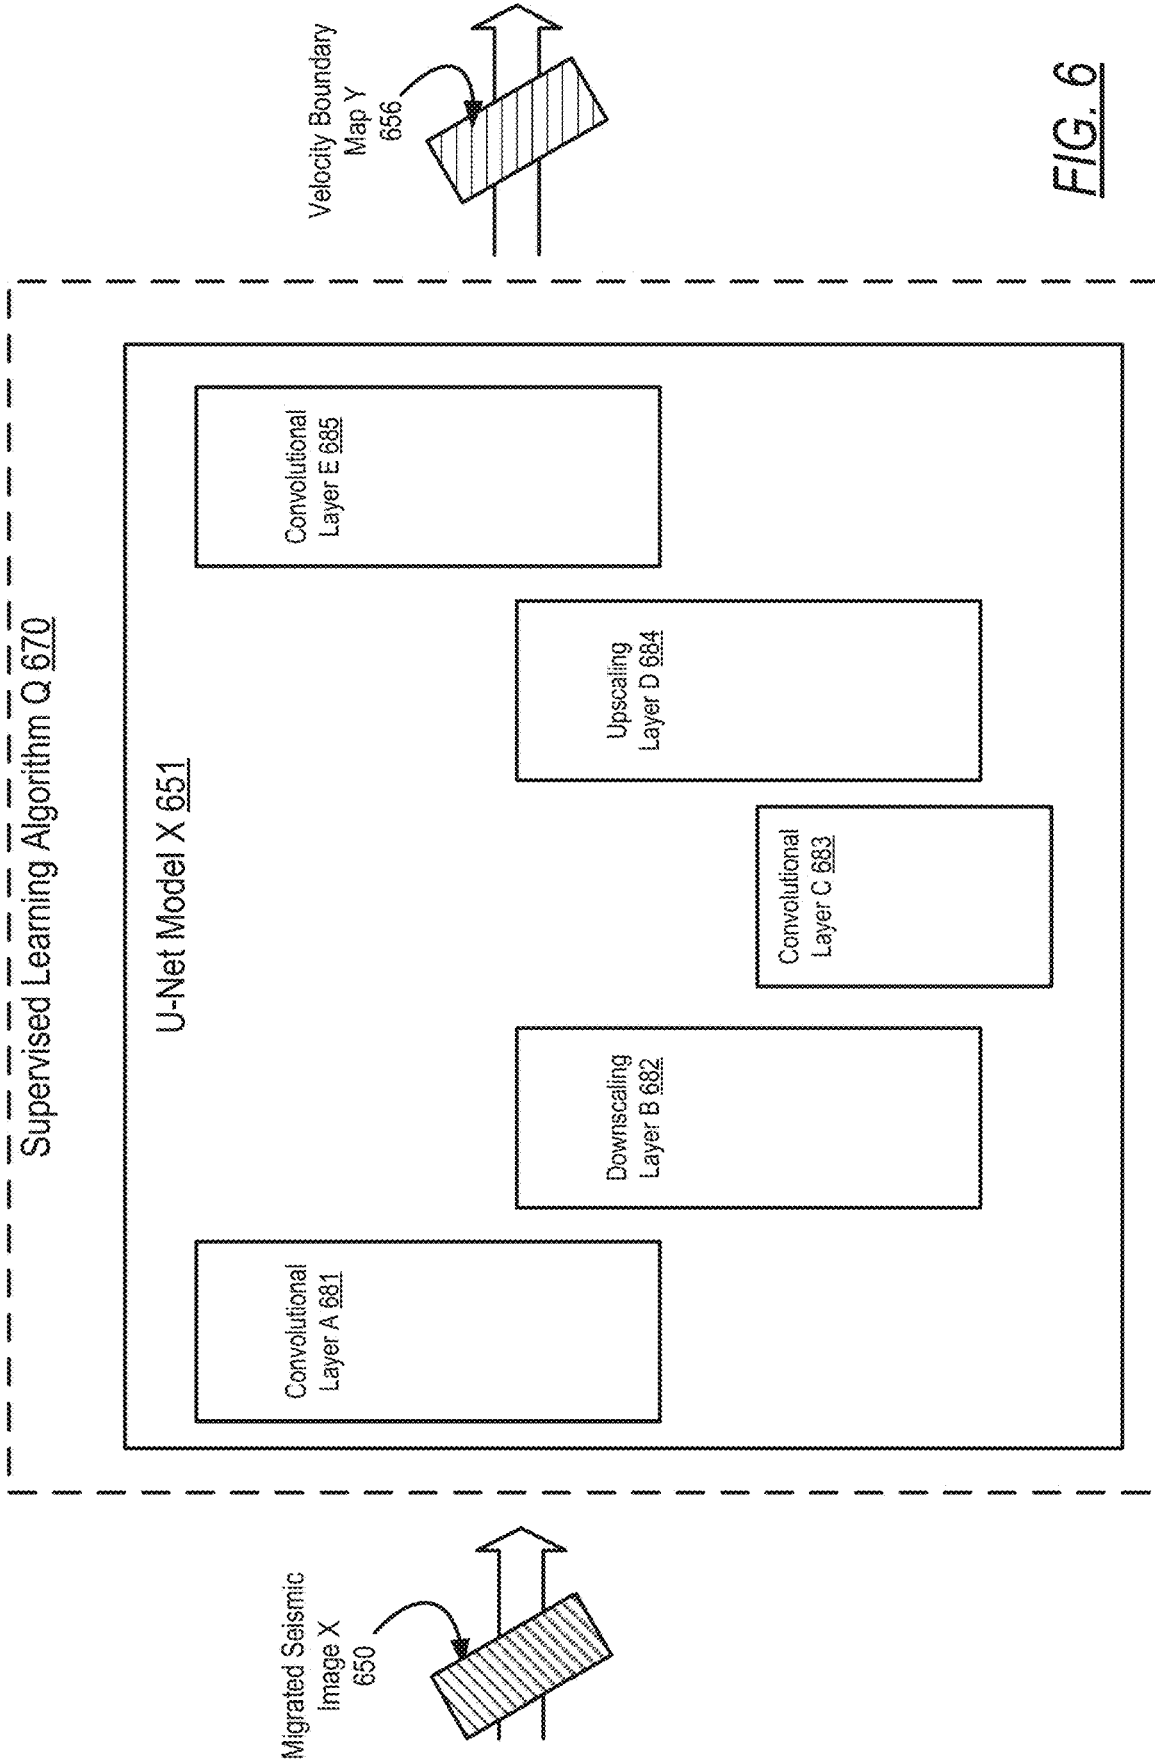 Supervised Learning Algorithm Q 670
U-Net Model X 651
Migrated Seismic
Image X
650
Convolutional
Layer A 681
Downscaling
Layer B 682
Convolutional
Layer C 683
Upscaling
Layer D 684
Convolutional
Layer E 685
Velocity Boundary
Map Y
656
FIG. 6